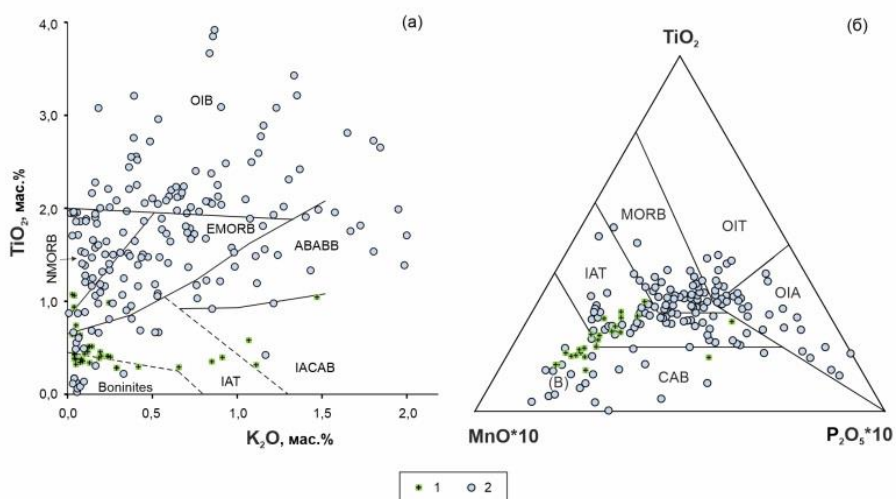 (а)
4,0
3,0
2,0
1,0
0,0
TiO₂, мас.%
NMORB
OIB
EMORB
ABABB
IACAB
IAT
Boninites
0,0 0,5 1,0 1,5 2,0
K₂O, мас.%
(б)
TiO₂
MORB
OIT
IAT
OIA
CAB
(B)
MnO*10
P₂O₅*10
1 2